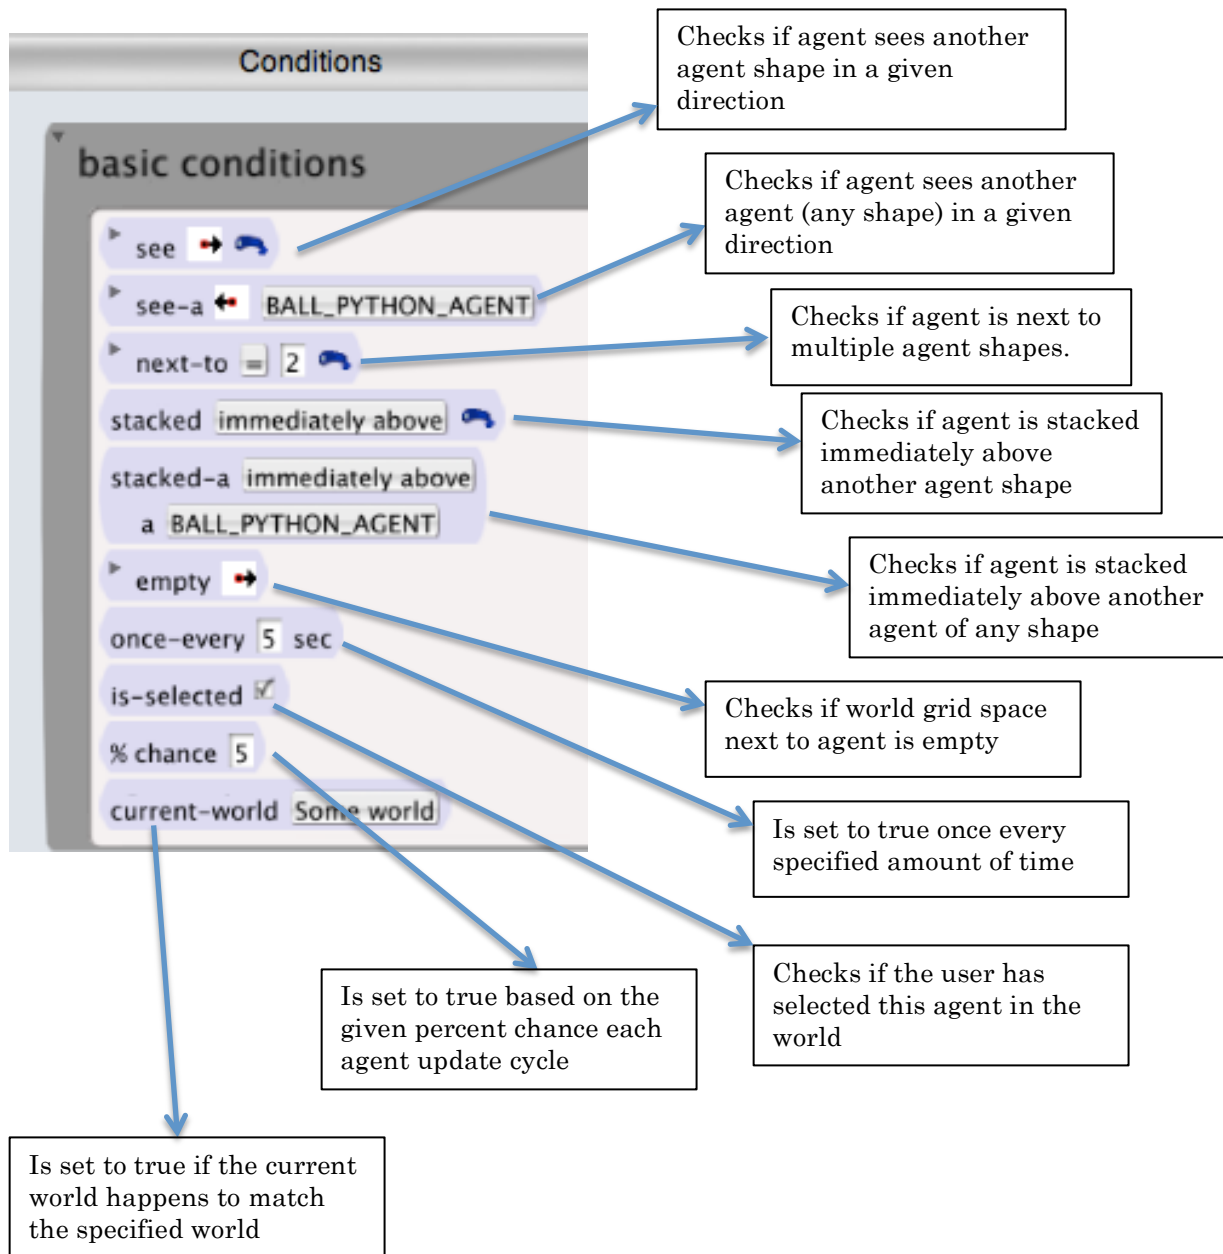 Conditions
basic conditions
see
see-a BALL_PYTHON_AGENT
next-to = 2
stacked immediately above
stacked-a immediately above
a BALL_PYTHON_AGENT
empty
once-every 5 sec
is-selected
% chance 5
current-world Some world
Checks if agent sees another
agent shape in a given
direction
Checks if agent sees another
agent (any shape) in a given
direction
Checks if agent is next to
multiple agent shapes.
Checks if agent is stacked
immediately above
another agent shape
Checks if agent is stacked
immediately above another
agent of any shape
Checks if world grid space
next to agent is empty
Is set to true once every
specified amount of time
Checks if the user has
selected this agent in the
world
Is set to true based on the
given percent chance each
agent update cycle
Is set to true if the current
world happens to match
the specified world